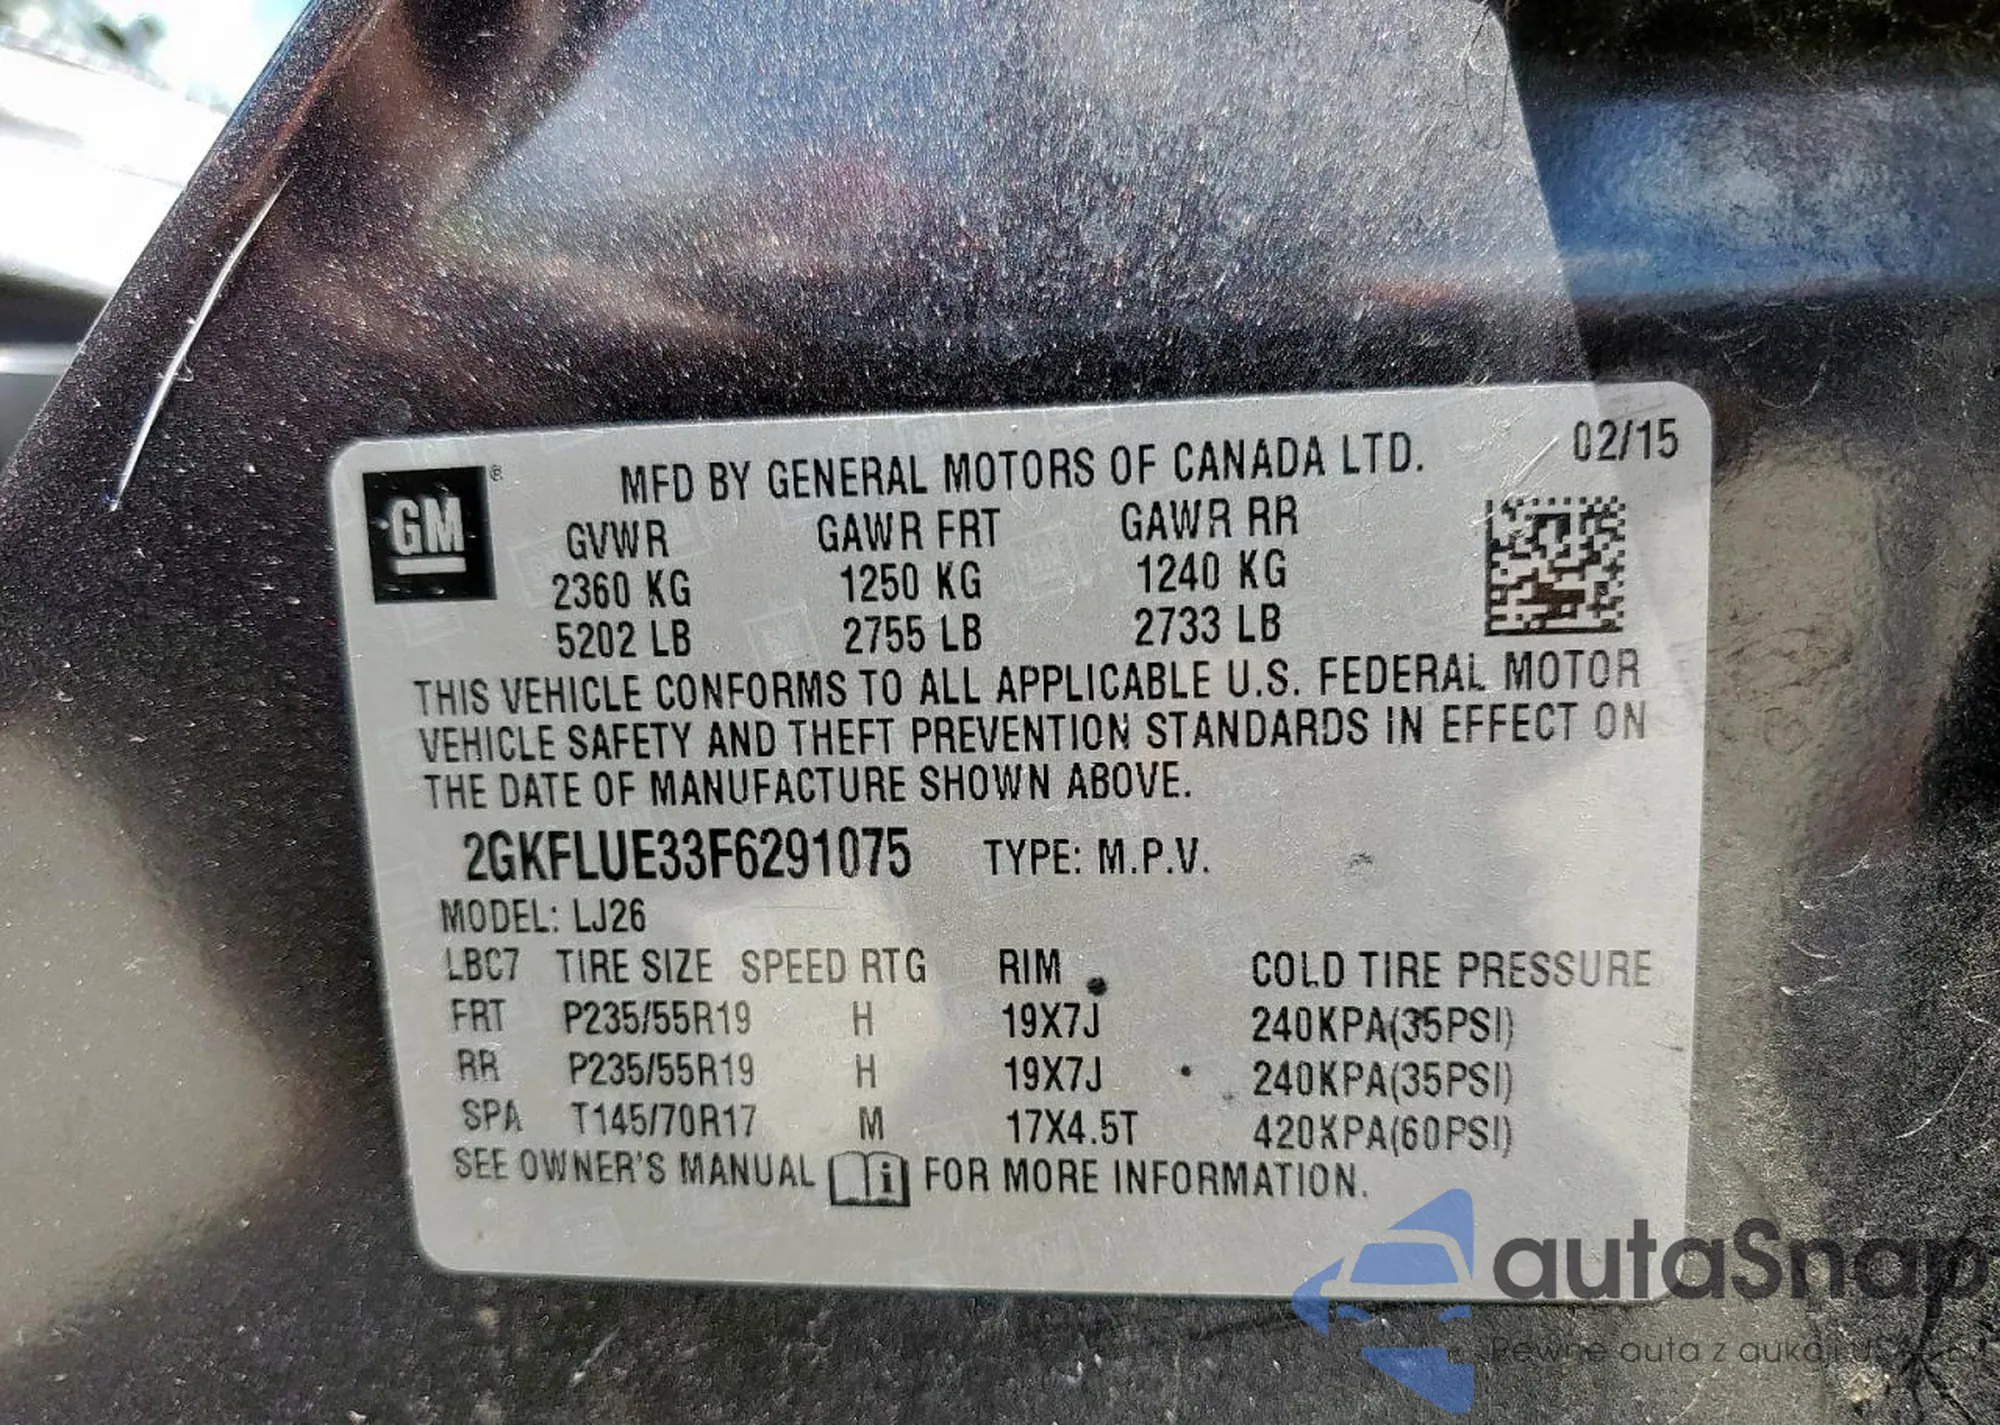 GM ®
MFD BY GENERAL MOTORS OF CANADA LTD. 02/15
GVWR GAWR FRT GAWR RR
2360 KG 1250 KG 1240 KG
5202 LB 2755 LB 2733 LB
THIS VEHICLE CONFORMS TO ALL APPLICABLE U.S. FEDERAL MOTOR
VEHICLE SAFETY AND THEFT PREVENTION STANDARDS IN EFFECT ON
THE DATE OF MANUFACTURE SHOWN ABOVE.
2GKFLUE33F6291075 TYPE: M.P.V.
MODEL: LJ26
LBC7 TIRE SIZE SPEED RTG RIM COLD TIRE PRESSURE
FRT P235/55R19 H 19X7J 240KPA(35PSI)
RR P235/55R19 H 19X7J 240KPA(35PSI)
SPA T145/70R17 M 17X4.5T 420KPA(60PSI)
SEE OWNER'S MANUAL i FOR MORE INFORMATION.
autaSnap
Pewne auta z aukcji